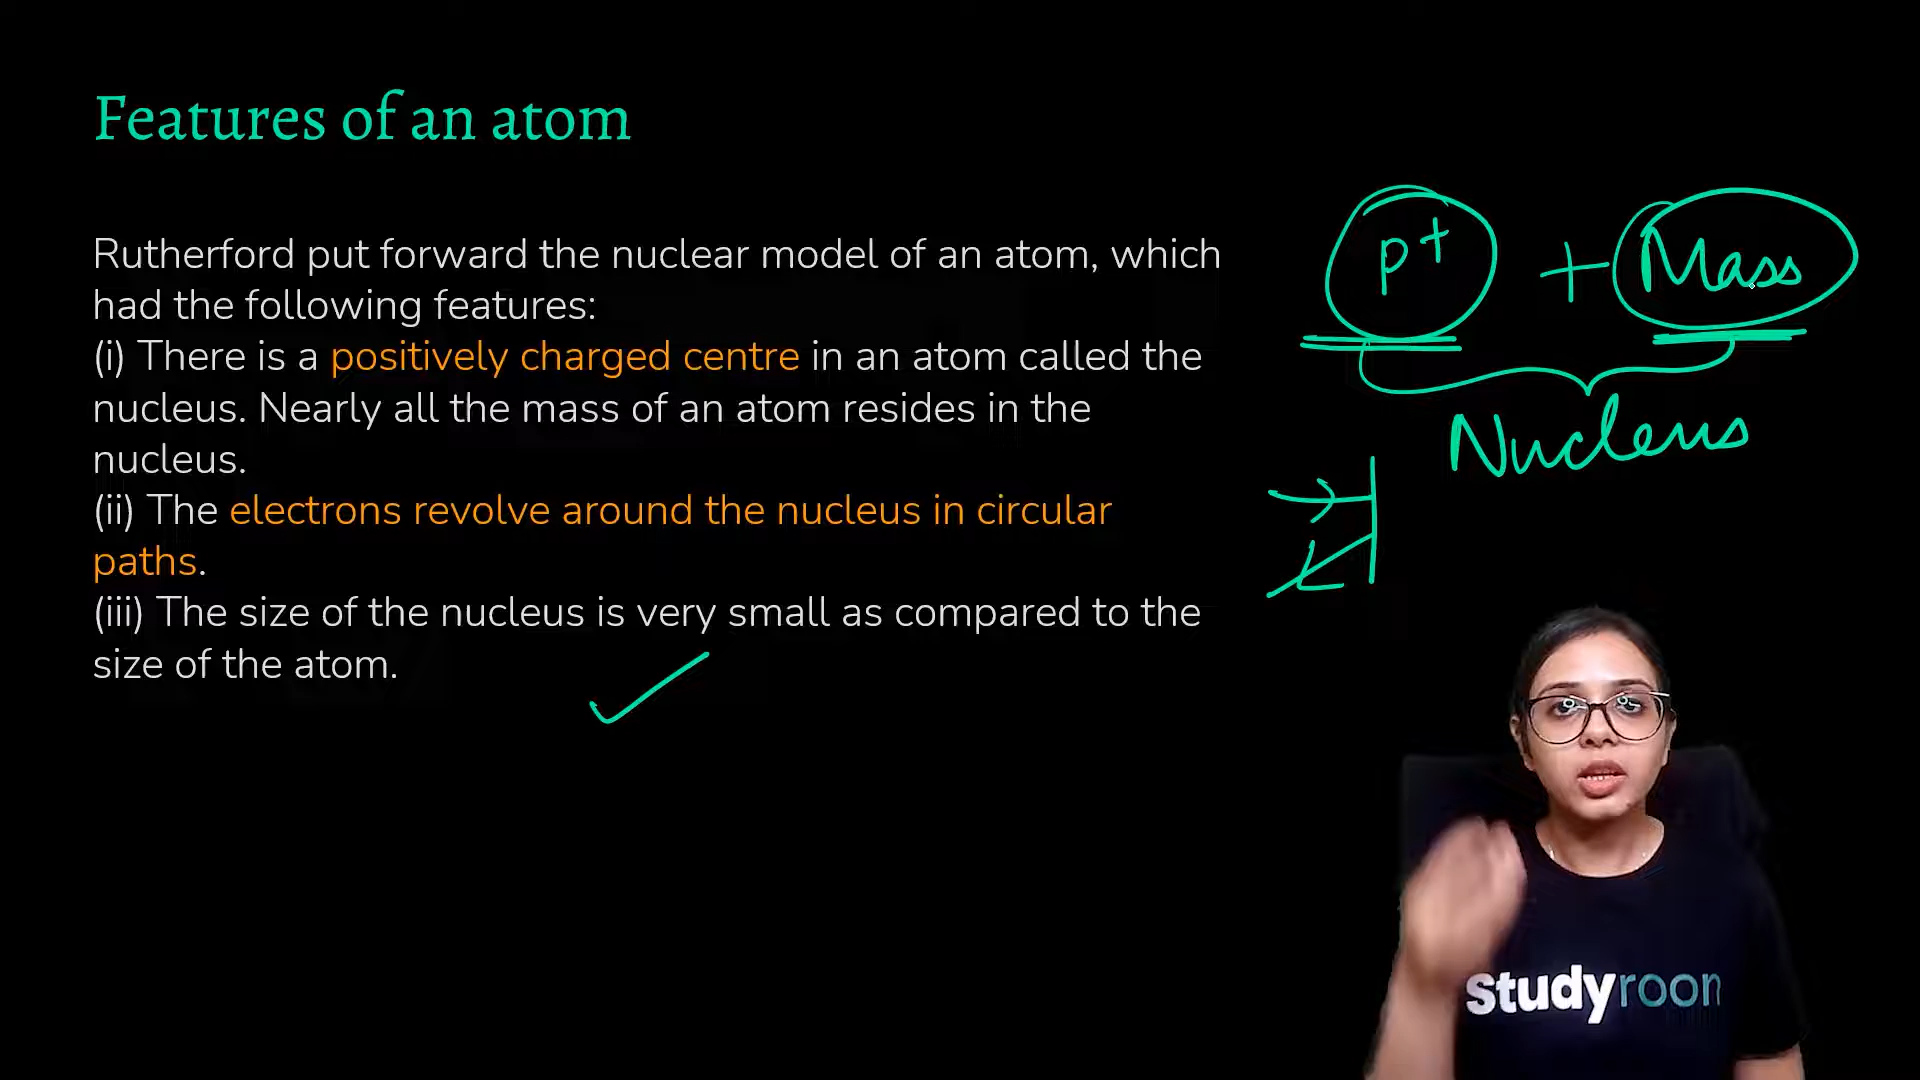 Features of an atom
Rutherford put forward the nuclear model of an atom, which
had the following features:
(i) There is a positively charged centre in an atom called the
nucleus. Nearly all the mass of an atom resides in the
nucleus.
(ii) The electrons revolve around the nucleus in circular
paths.
(iii) The size of the nucleus is very small as compared to the
size of the atom.
P+ + Mass
Nucleus
studyroom